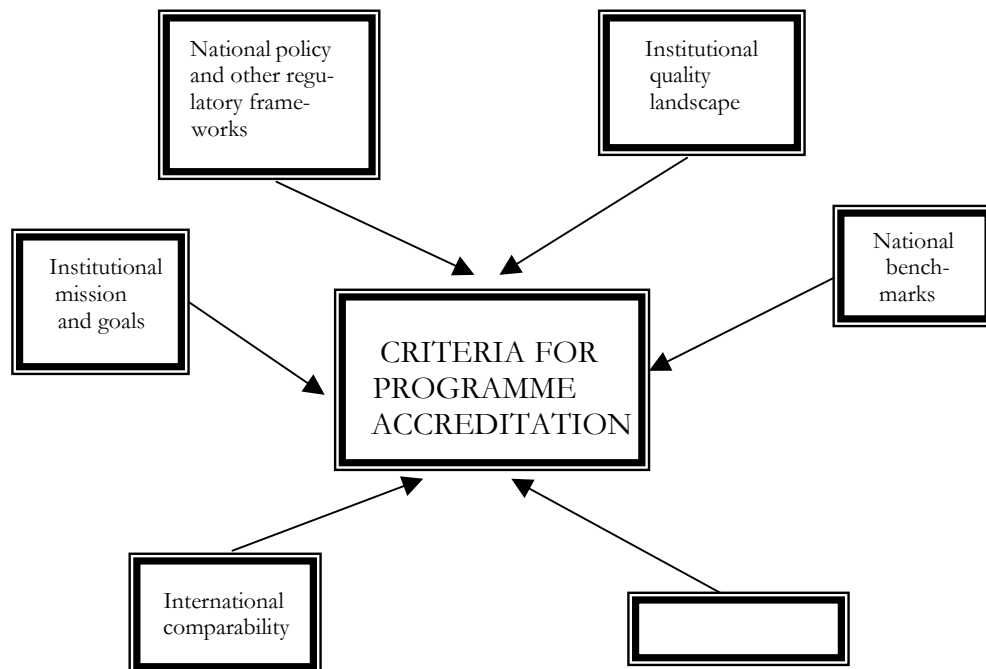 National policy
and other regu-
latory frame-
works
Institutional
quality
landscape
Institutional
mission
and goals
National
bench-
marks
CRITERIA FOR
PROGRAMME
ACCREDITATION
International
comparability